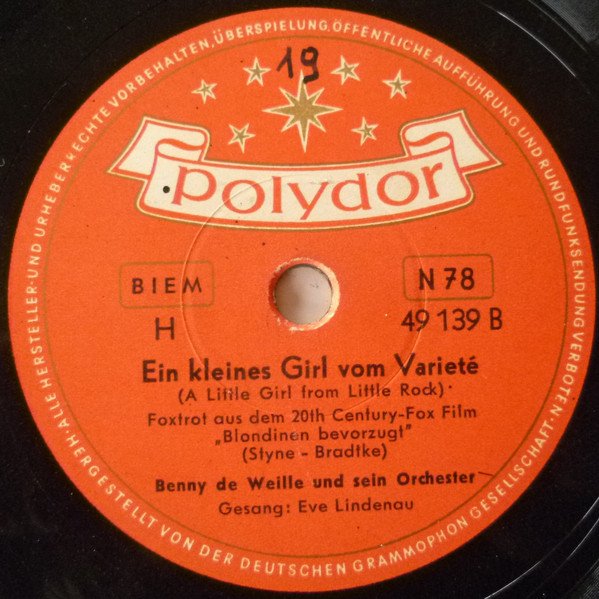 ·ALLE HERSTELLER-UND URHEBERRECHTE VORBEHALTEN, ÜBERSPIELUNG, ÖFFENTLICHE AUFFÜHRUNG UND RUNDFUNKSENDUNG VERBOTEN·
19
polydor
BIEM
N 78
H
49 139 B
Ein kleines Girl vom Varieté
(A Little Girl from Little Rock)·
Foxtrot aus dem 20th Century-Fox Film
„Blondinen bevorzugt"
(Styne - Bradtke)
Benny de Weille und sein Orchester
Gesang: Eve Lindenau
HERGESTELLT VON DER DEUTSCHEN GRAMMOPHON GESELLSCHAFT·